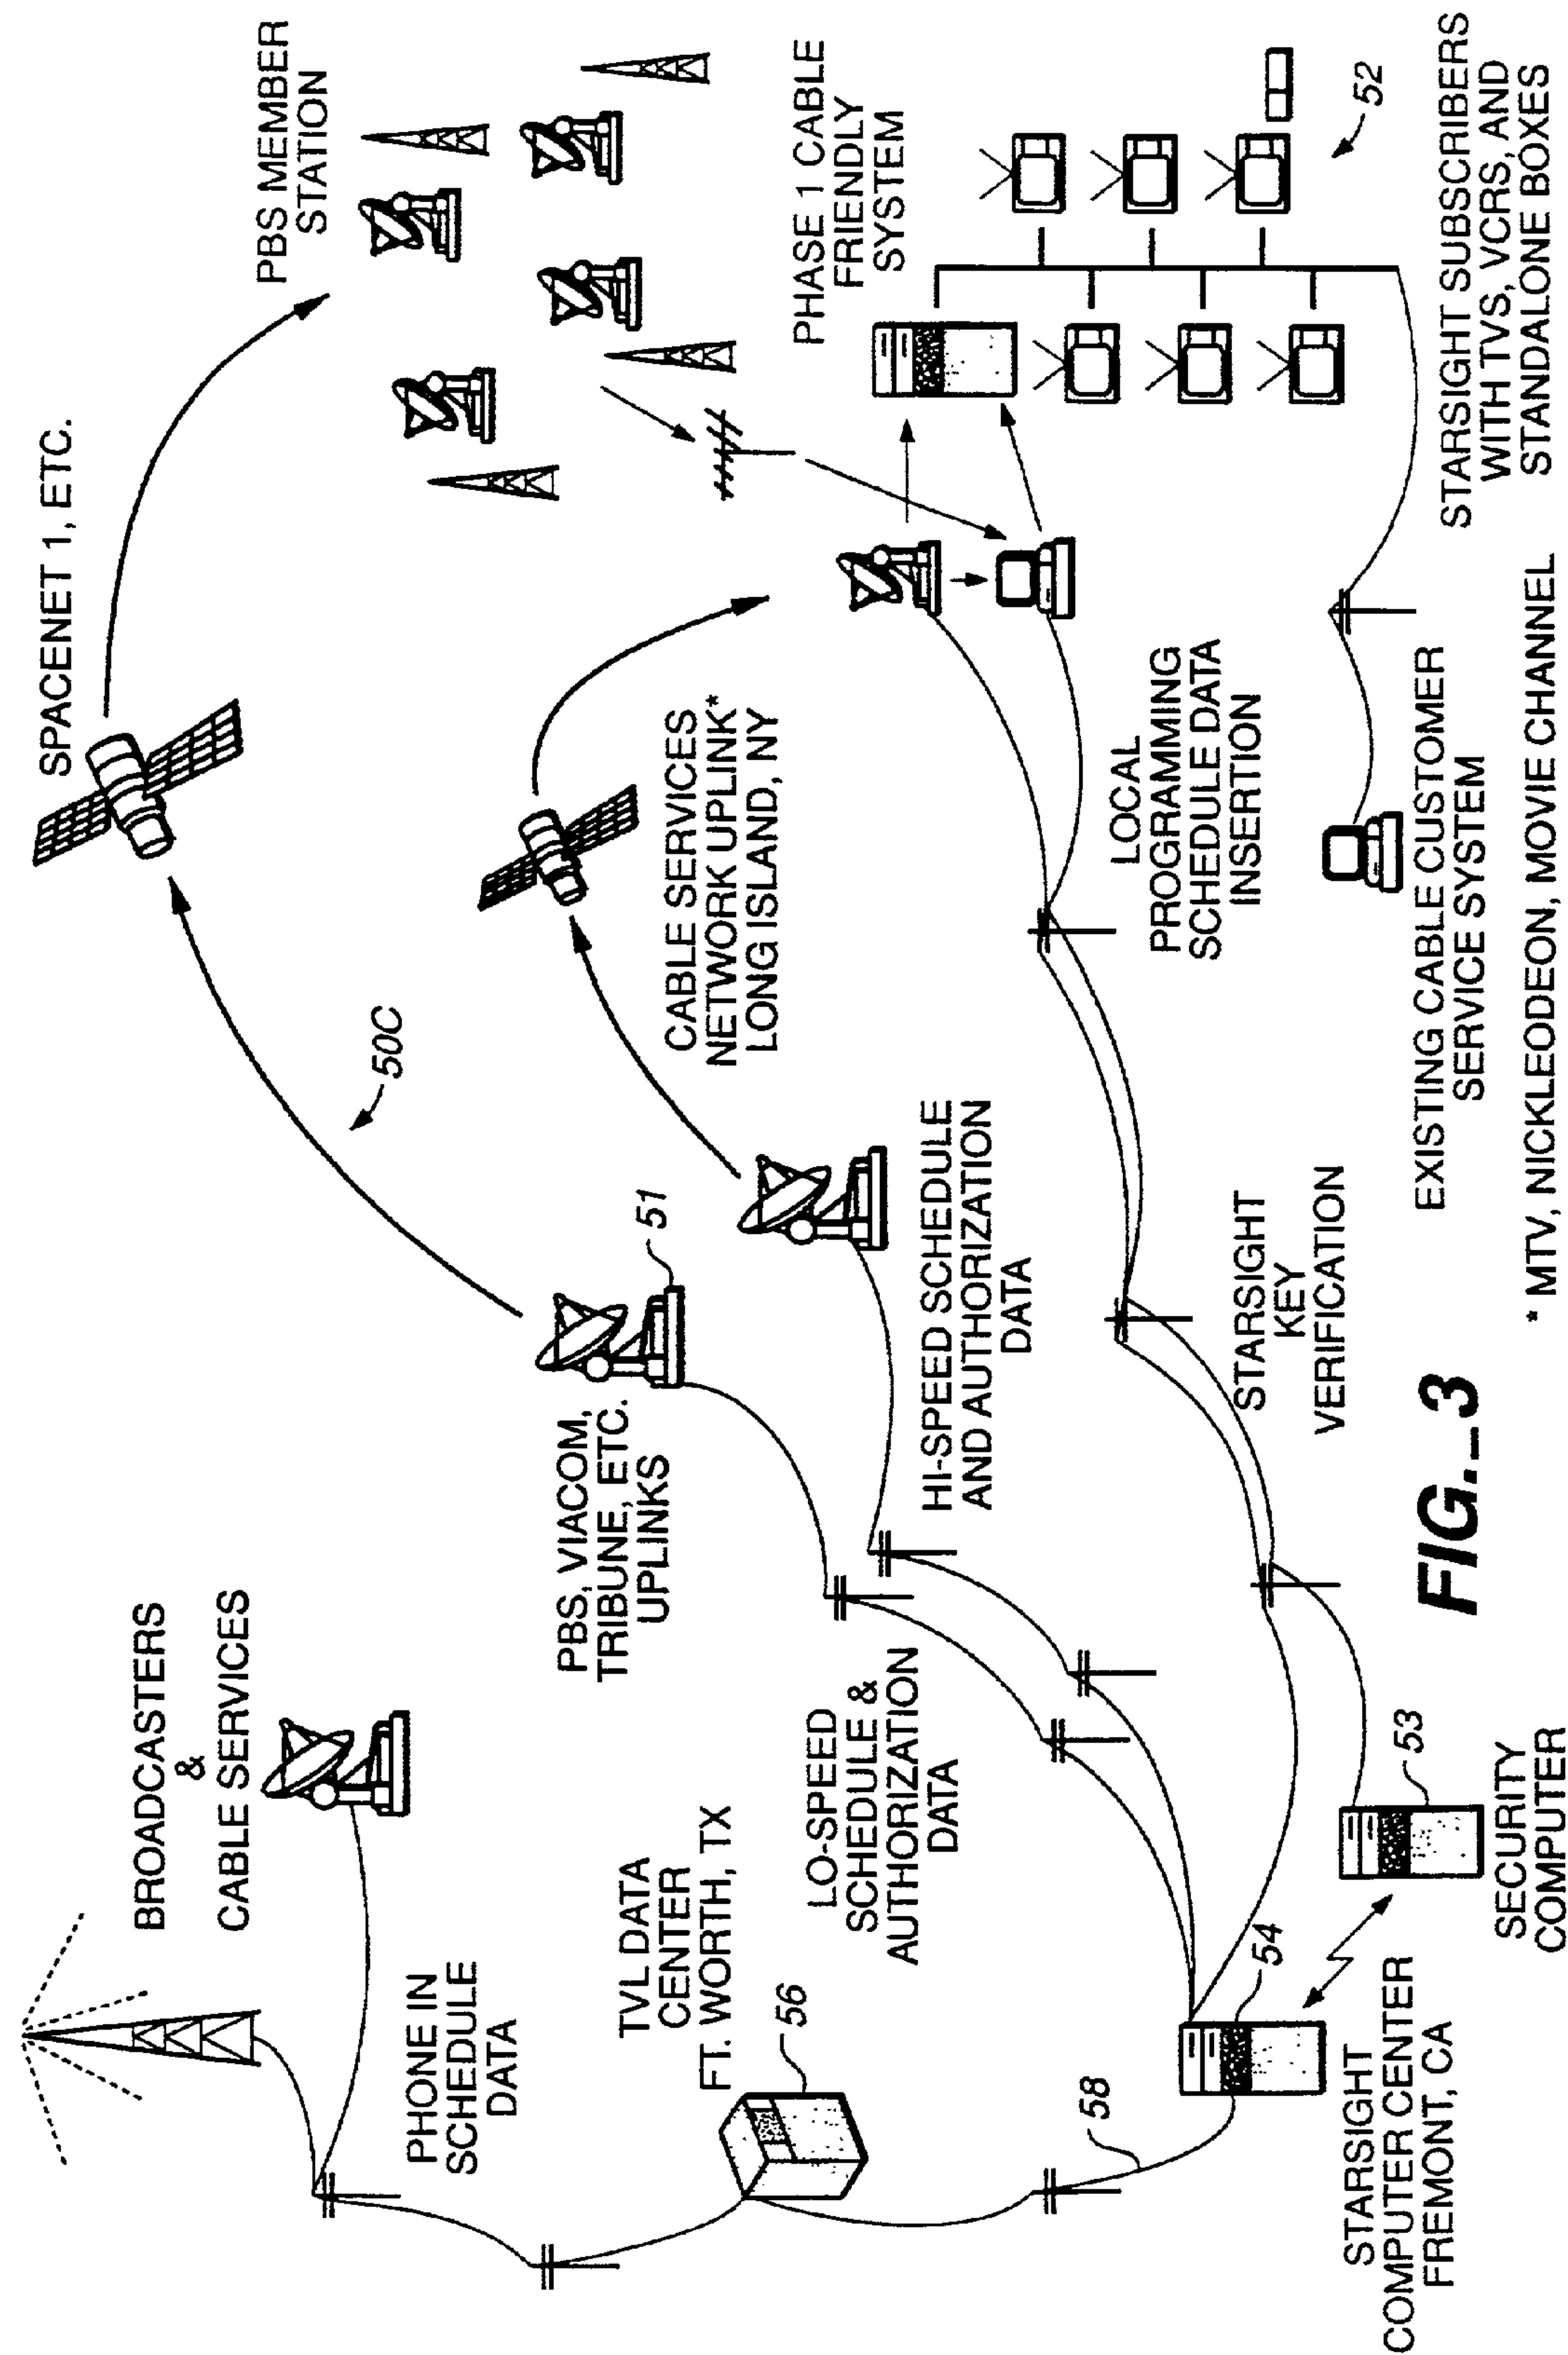 BROADCASTERS
&
CABLE SERVICES
PHONE IN
SCHEDULE
DATA
TVL DATA
CENTER
FT. WORTH, TX
56
58
STARSIGHT
COMPUTER CENTER
FREMONT, CA
54
SECURITY
COMPUTER
53
LO-SPEED
SCHEDULE &
AUTHORIZATION
DATA
PBS, VIACOM,
TRIBUNE, ETC.
UPLINKS
51
50C
HI-SPEED SCHEDULE
AND AUTHORIZATION
DATA
STARSIGHT
KEY
VERIFICATION
SPACENET 1, ETC.
CABLE SERVICES
NETWORK UPLINK*
LONG ISLAND, NY
LOCAL
PROGRAMMING
SCHEDULE DATA
INSERTION
EXISTING CABLE CUSTOMER
SERVICE SYSTEM
PBS MEMBER
STATION
PHASE 1 CABLE
FRIENDLY
SYSTEM
52
STARSIGHT SUBSCRIBERS
WITH TVS, VCRS, AND
STANDALONE BOXES
* MTV, NICKLEODEON, MOVIE CHANNEL
FIG._3